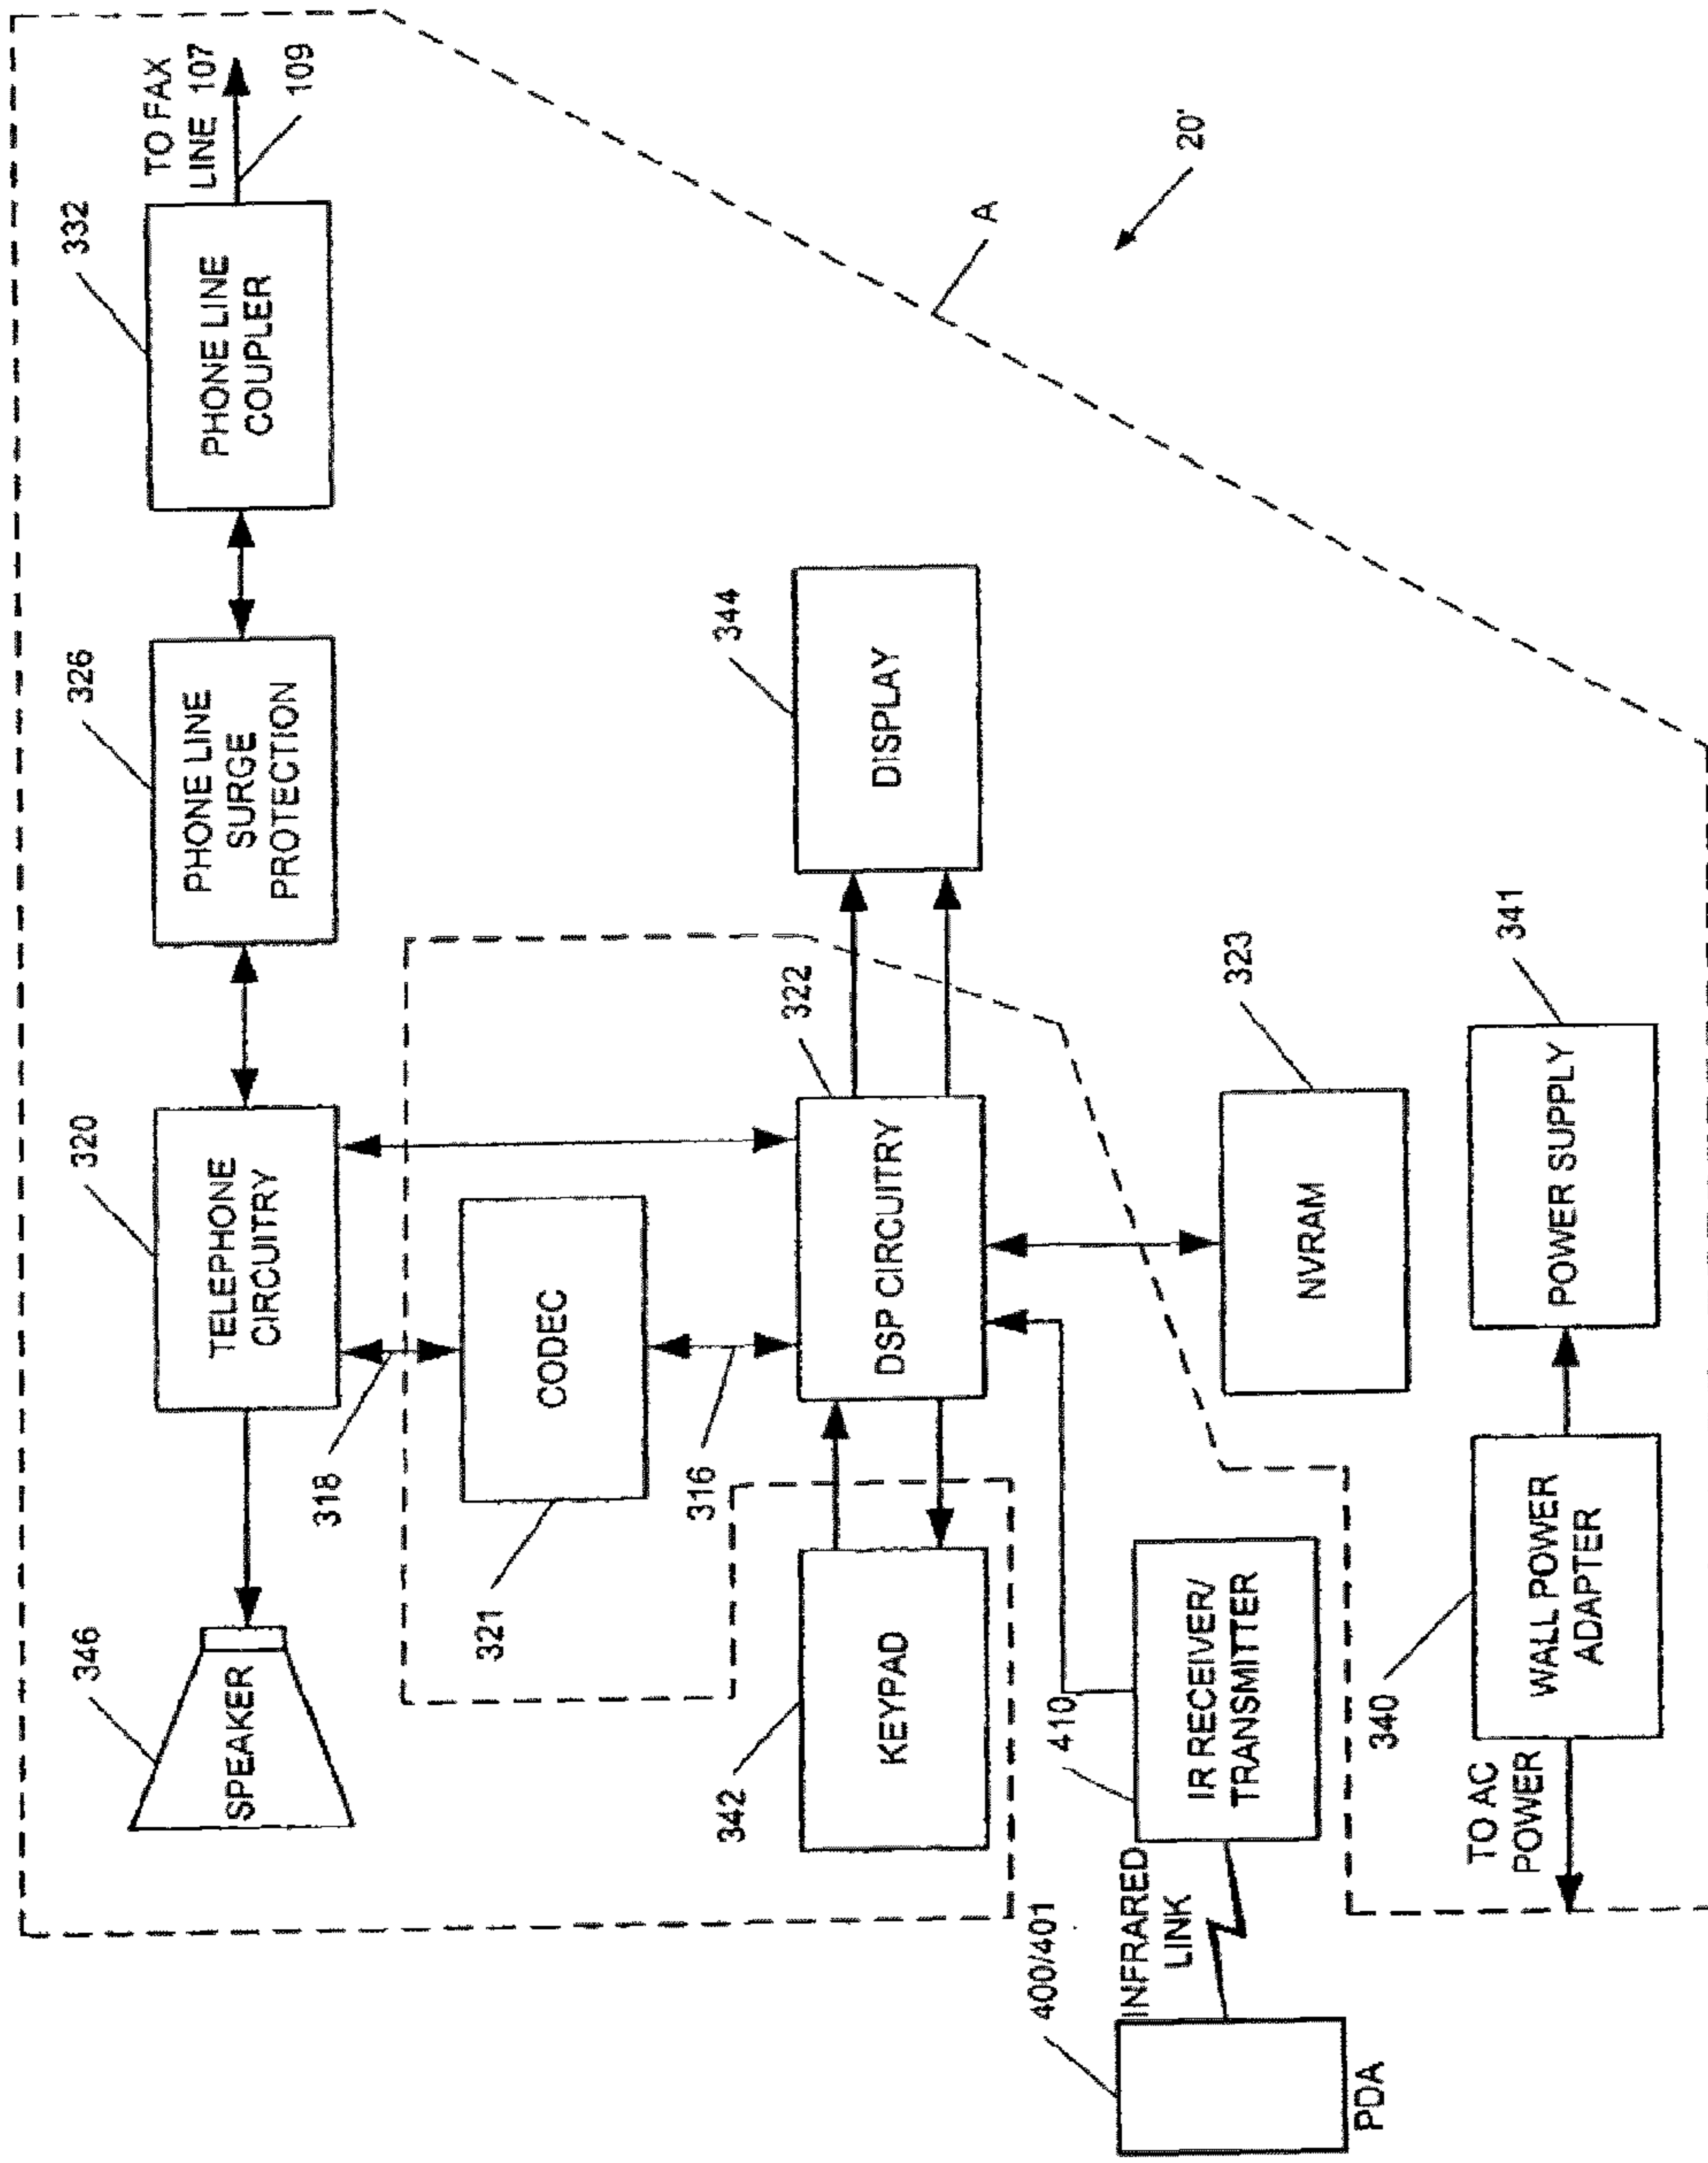 346
SPEAKER
320
TELEPHONE
CIRCUITRY
326
PHONE LINE
SURGE
PROTECTION
332
PHONE LINE
COUPLER
TO FAX
LINE 107
109
318
321
CODEC
316
342
KEYPAD
322
DSP CIRCUITRY
344
DISPLAY
A
20'
400/401
PDA
INFRARED
LINK
410
IR RECEIVER/
TRANSMITTER
323
NVRAM
TO AC
POWER
340
WALL POWER
ADAPTER
341
POWER SUPPLY